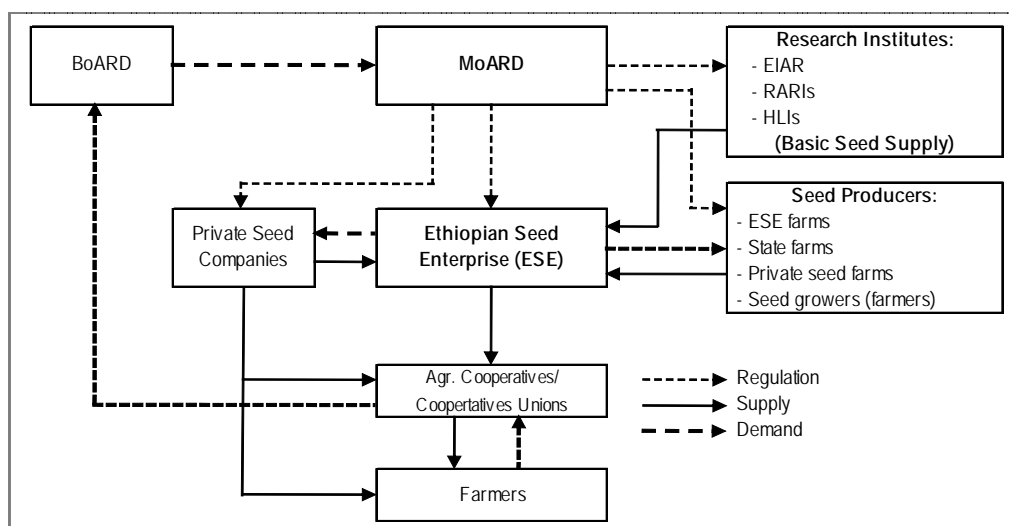 BoARD
MoARD
Research Institutes:
- EIAR
- RARIs
- HLIs
(Basic Seed Supply)
Private Seed
Companies
Ethiopian Seed
Enterprise (ESE)
Seed Producers:
- ESE farms
- State farms
- Private seed farms
- Seed growers (farmers)
Agr. Cooperatives/
Coopertatives Unions
Regulation
Supply
Demand
Farmers